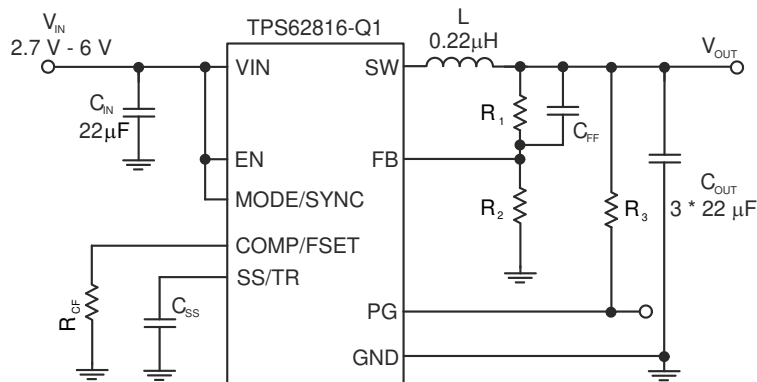 TPS62816-Q1
V_IN
2.7 V - 6 V
L
0.22μH
V_OUT
VIN
SW
C_IN
22μF
R_1
C_FF
EN
FB
MODE/SYNC
R_2
R_3
C_OUT
3 * 22 μF
COMP/FSET
SS/TR
R_CF
C_SS
PG
GND